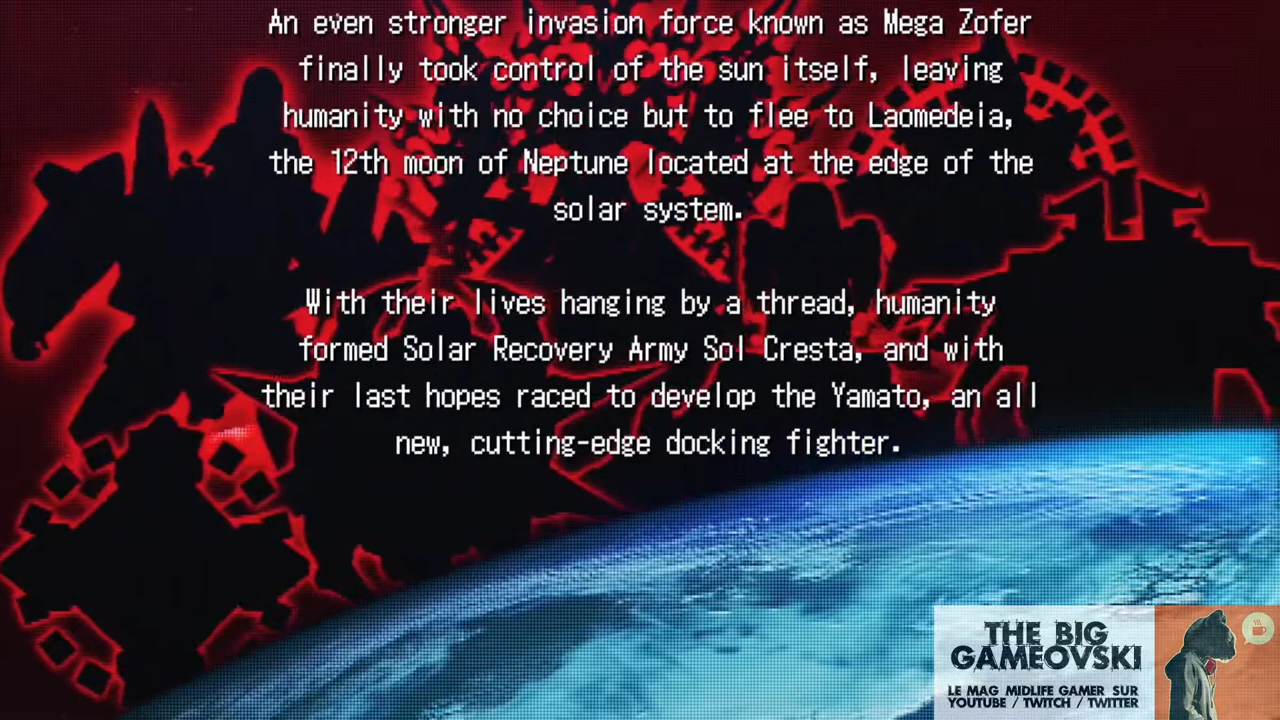 An even stronger invasion force known as Mega Zofer
finally took control of the sun itself, leaving
humanity with no choice but to flee to Laomedeia,
the 12th moon of Neptune located at the edge of the
solar system.
With their lives hanging by a thread, humanity
formed Solar Recovery Army Sol Cresta, and with
their last hopes raced to develop the Yamato, an all
new, cutting-edge docking fighter.
THE BIG
GAMEOVSKI
LE MAG MIDLIFE GAMER SUR
YOUTUBE / TWITCH / TWITTER